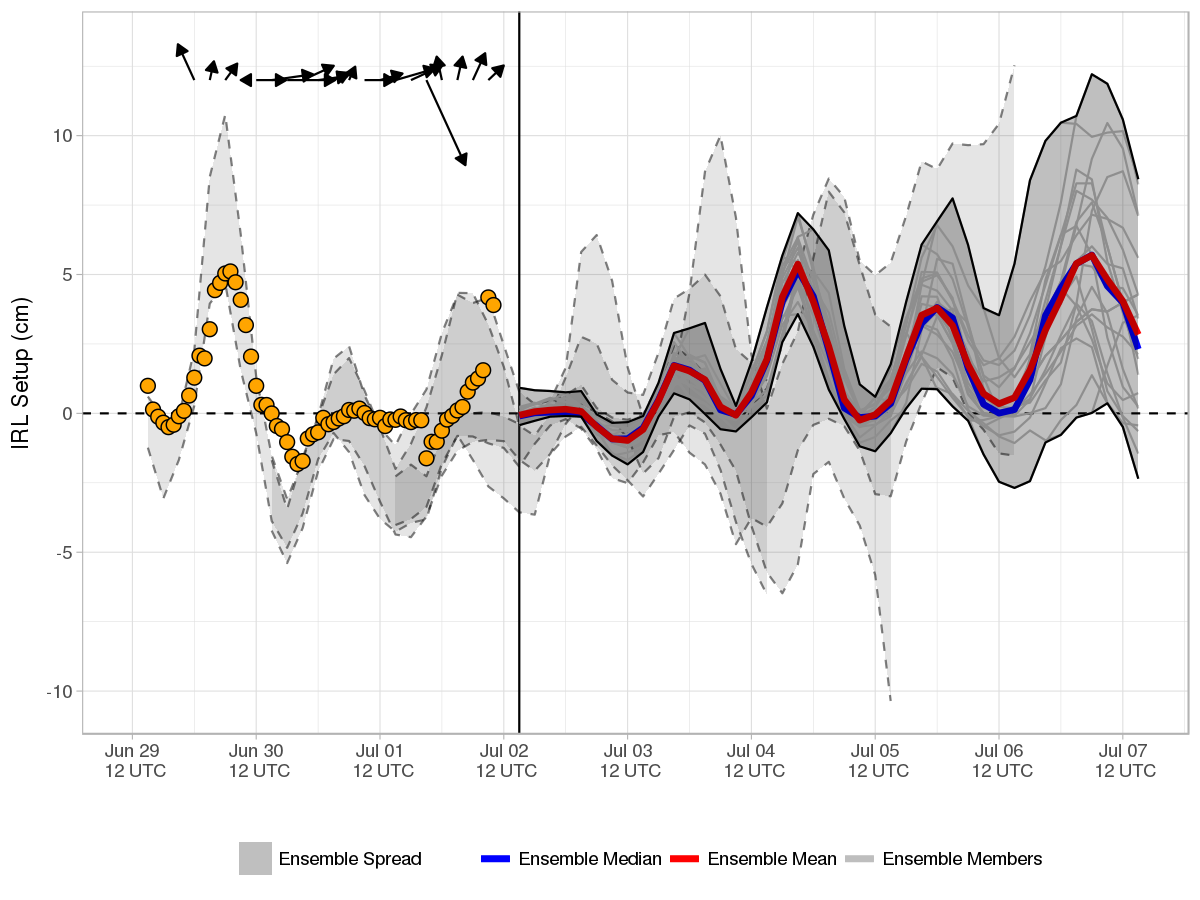 IRL Setup (cm)
10
5
0
-5
-10
Jun 29 Jun 30 Jul 01 Jul 02 Jul 03 Jul 04 Jul 05 Jul 06 Jul 07
12 UTC 12 UTC 12 UTC 12 UTC 12 UTC 12 UTC 12 UTC 12 UTC 12 UTC
Ensemble Spread Ensemble Median Ensemble Mean Ensemble Members